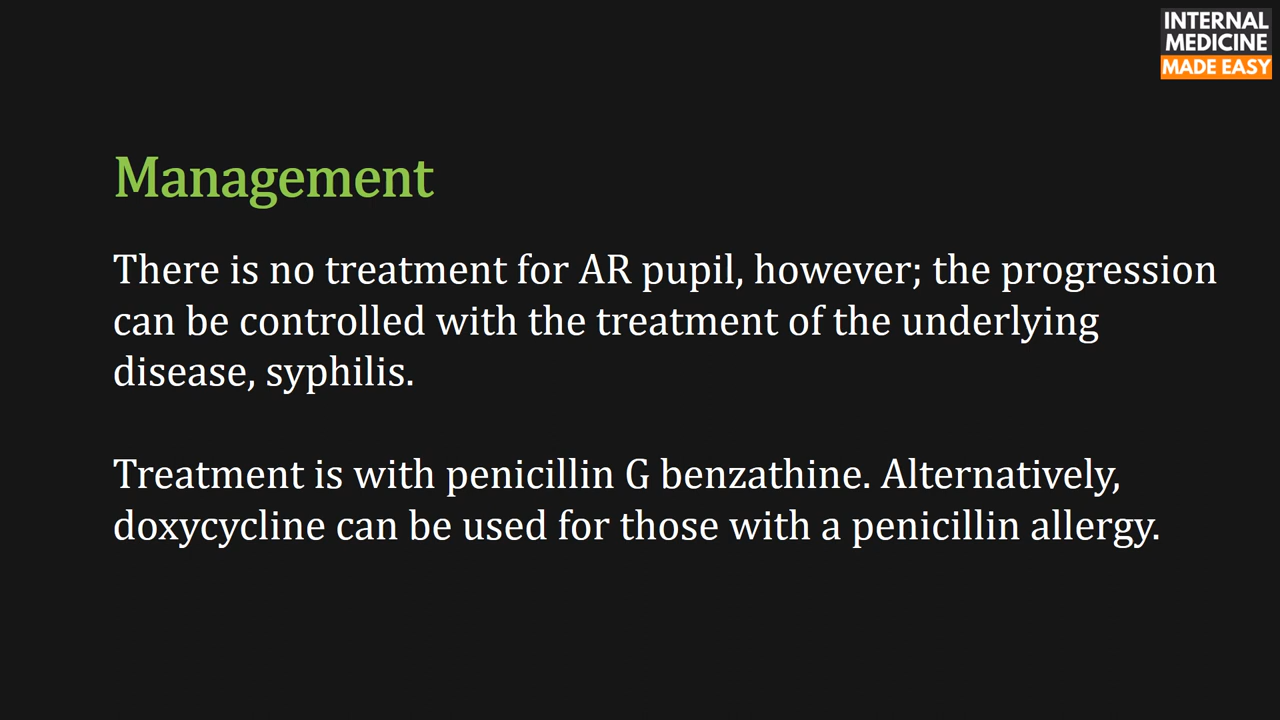 INTERNAL
MEDICINE
MADE EASY
Management
There is no treatment for AR pupil, however; the progression
can be controlled with the treatment of the underlying
disease, syphilis.
Treatment is with penicillin G benzathine. Alternatively,
doxycycline can be used for those with a penicillin allergy.